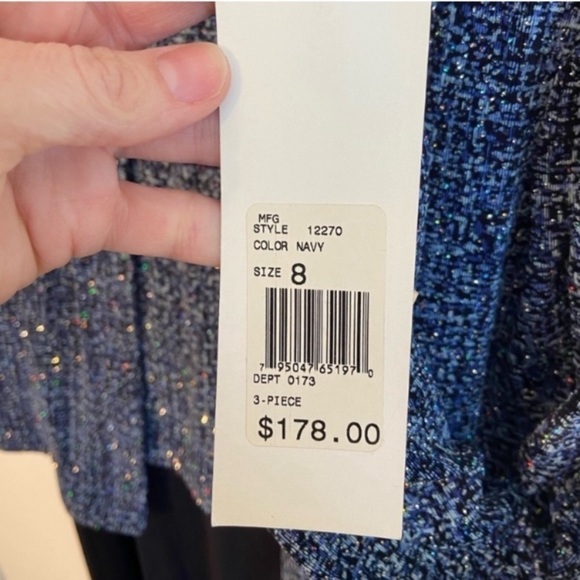 MFG
STYLE 12270
COLOR NAVY
SIZE 8
7 95047 65197 0
DEPT 0173
3-PIECE
$178.00